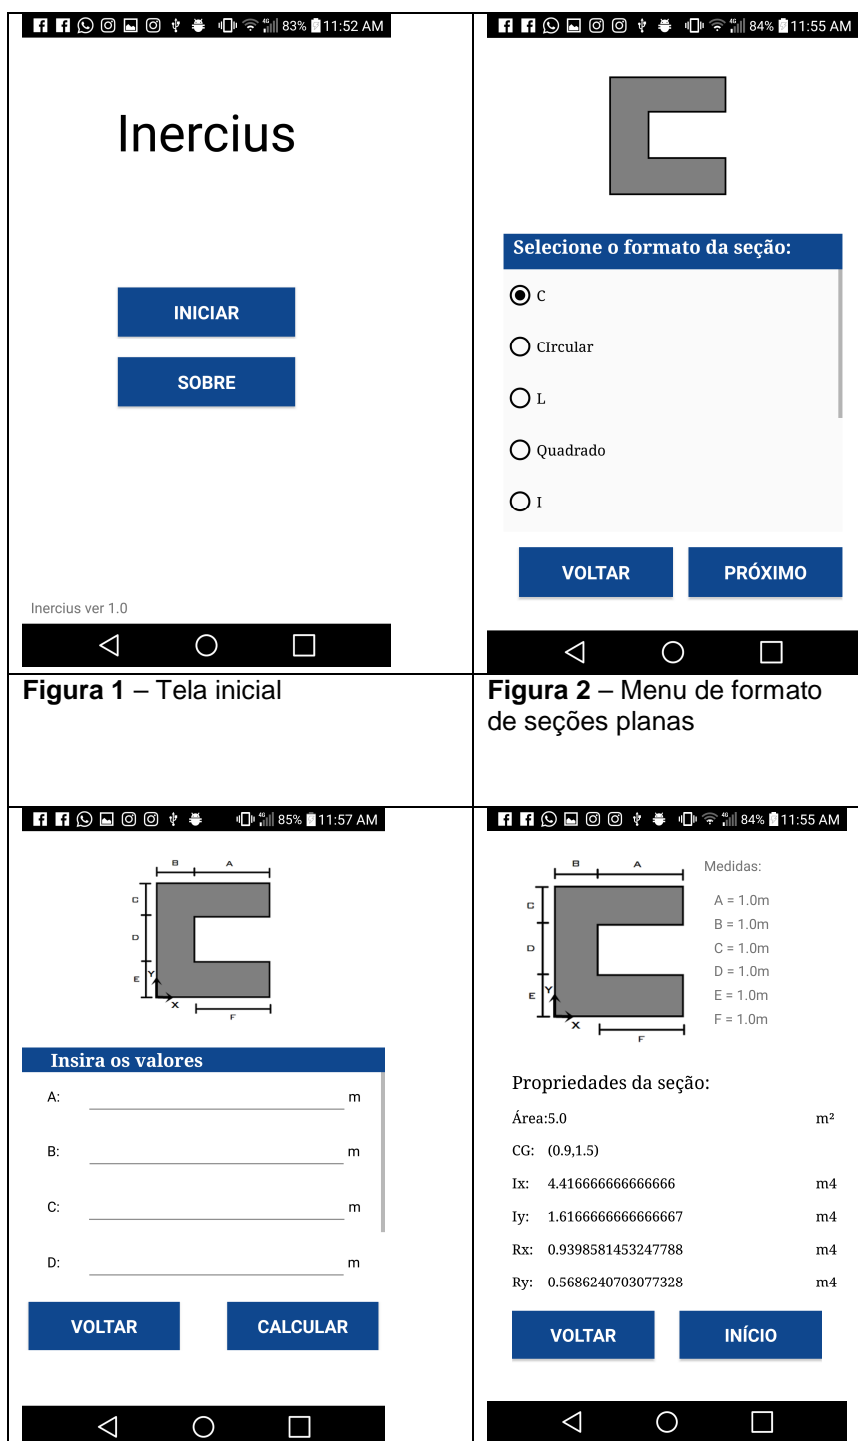 83% 11:52 AM
Inercius
INICIAR
SOBRE
Inercius ver 1.0
Figura 1 – Tela inicial
4G 84% 11:55 AM
Selecione o formato da seção:
C
CIrcular
L
Quadrado
I
VOLTAR PRÓXIMO
Figura 2 – Menu de formato
de seções planas
4G 85% 11:57 AM
B A
C
D
E Y
X
F
Insira os valores
A: m
B: m
C: m
D: m
VOLTAR CALCULAR
4G 84% 11:55 AM
B A
C
D
E Y
X
F
Medidas:
A = 1.0m
B = 1.0m
C = 1.0m
D = 1.0m
E = 1.0m
F = 1.0m
Propriedades da seção:
Área:5.0 m²
CG: (0.9,1.5)
Ix: 4.416666666666666 m4
Iy: 1.6166666666666667 m4
Rx: 0.9398581453247788 m4
Ry: 0.5686240703077328 m4
VOLTAR INÍCIO